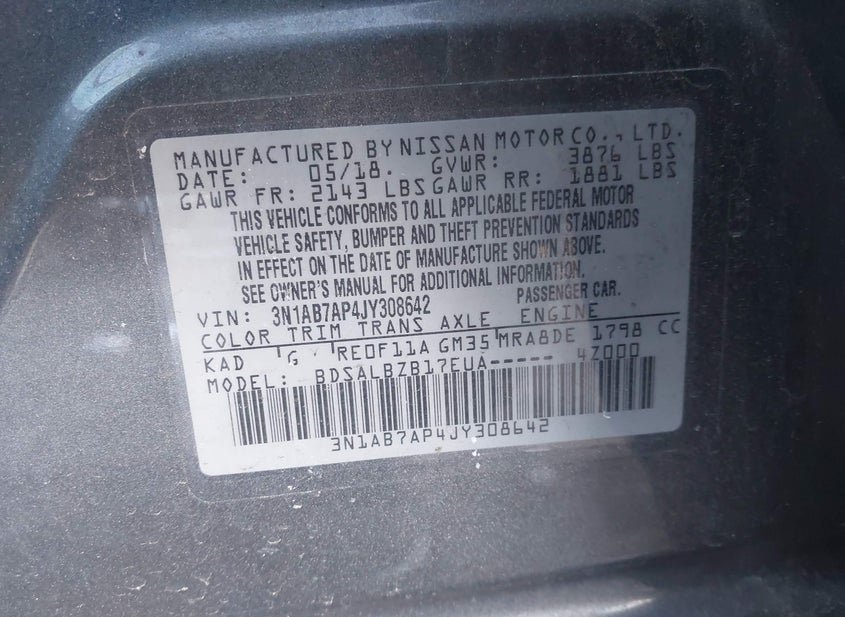 MANUFACTURED BY NISSAN MOTOR CO., LTD.
DATE: 05/18. GVWR: 3876 LBS
GAWR FR: 2143 LBS GAWR RR: 1881 LBS
THIS VEHICLE CONFORMS TO ALL APPLICABLE FEDERAL MOTOR
VEHICLE SAFETY, BUMPER AND THEFT PREVENTION STANDARDS
IN EFFECT ON THE DATE OF MANUFACTURE SHOWN ABOVE.
SEE OWNER'S MANUAL FOR ADDITIONAL INFORMATION.
VIN: 3N1AB7AP4JY308642 PASSENGER CAR.
COLOR TRIM TRANS AXLE ENGINE
KAD G RE0F11A GM35 MRA8DE 1798 CC
MODEL: BDSALBZB17EUA----- 4Z000
3N1AB7AP4JY308642